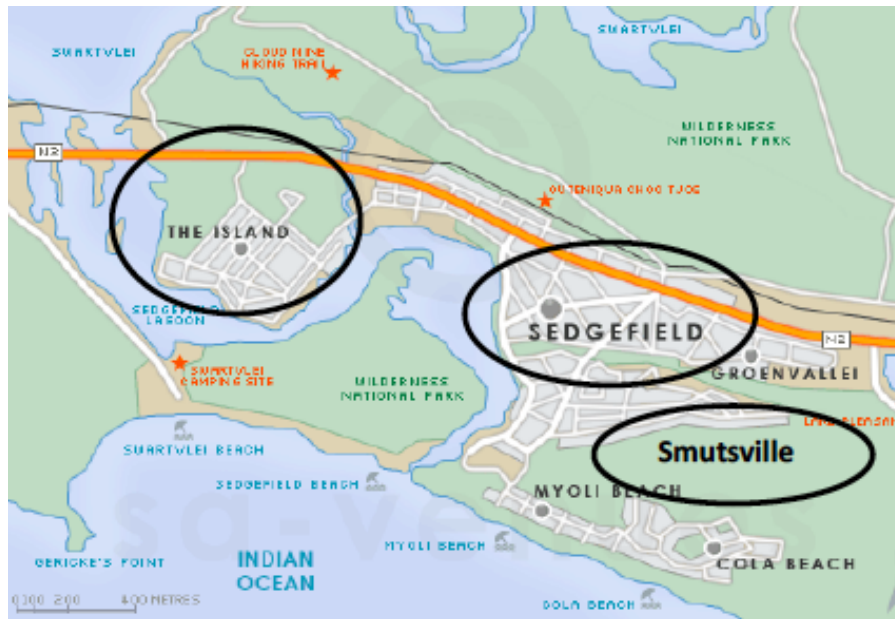 SWARTVLEI
SWARTVLEI
CLOUD NINE
HIKING TRAIL
WILDERNESS
NATIONAL PARK
N2
OUTENIQUA CHOO TJOE
THE ISLAND
SEDGEFIELD
LAGOON
SEDGEFIELD
N2
GROENVALLEI
SWARTVLEI
CAMPING SITE
WILDERNESS
NATIONAL PARK
Smutsville
SWARTVLEI BEACH
SEDGEFIELD BEACH
MYOLI BEACH
MYOLI BEACH
GERICKE'S POINT
INDIAN
OCEAN
COLA BEACH
COLA BEACH
0 100 200 400 METRES